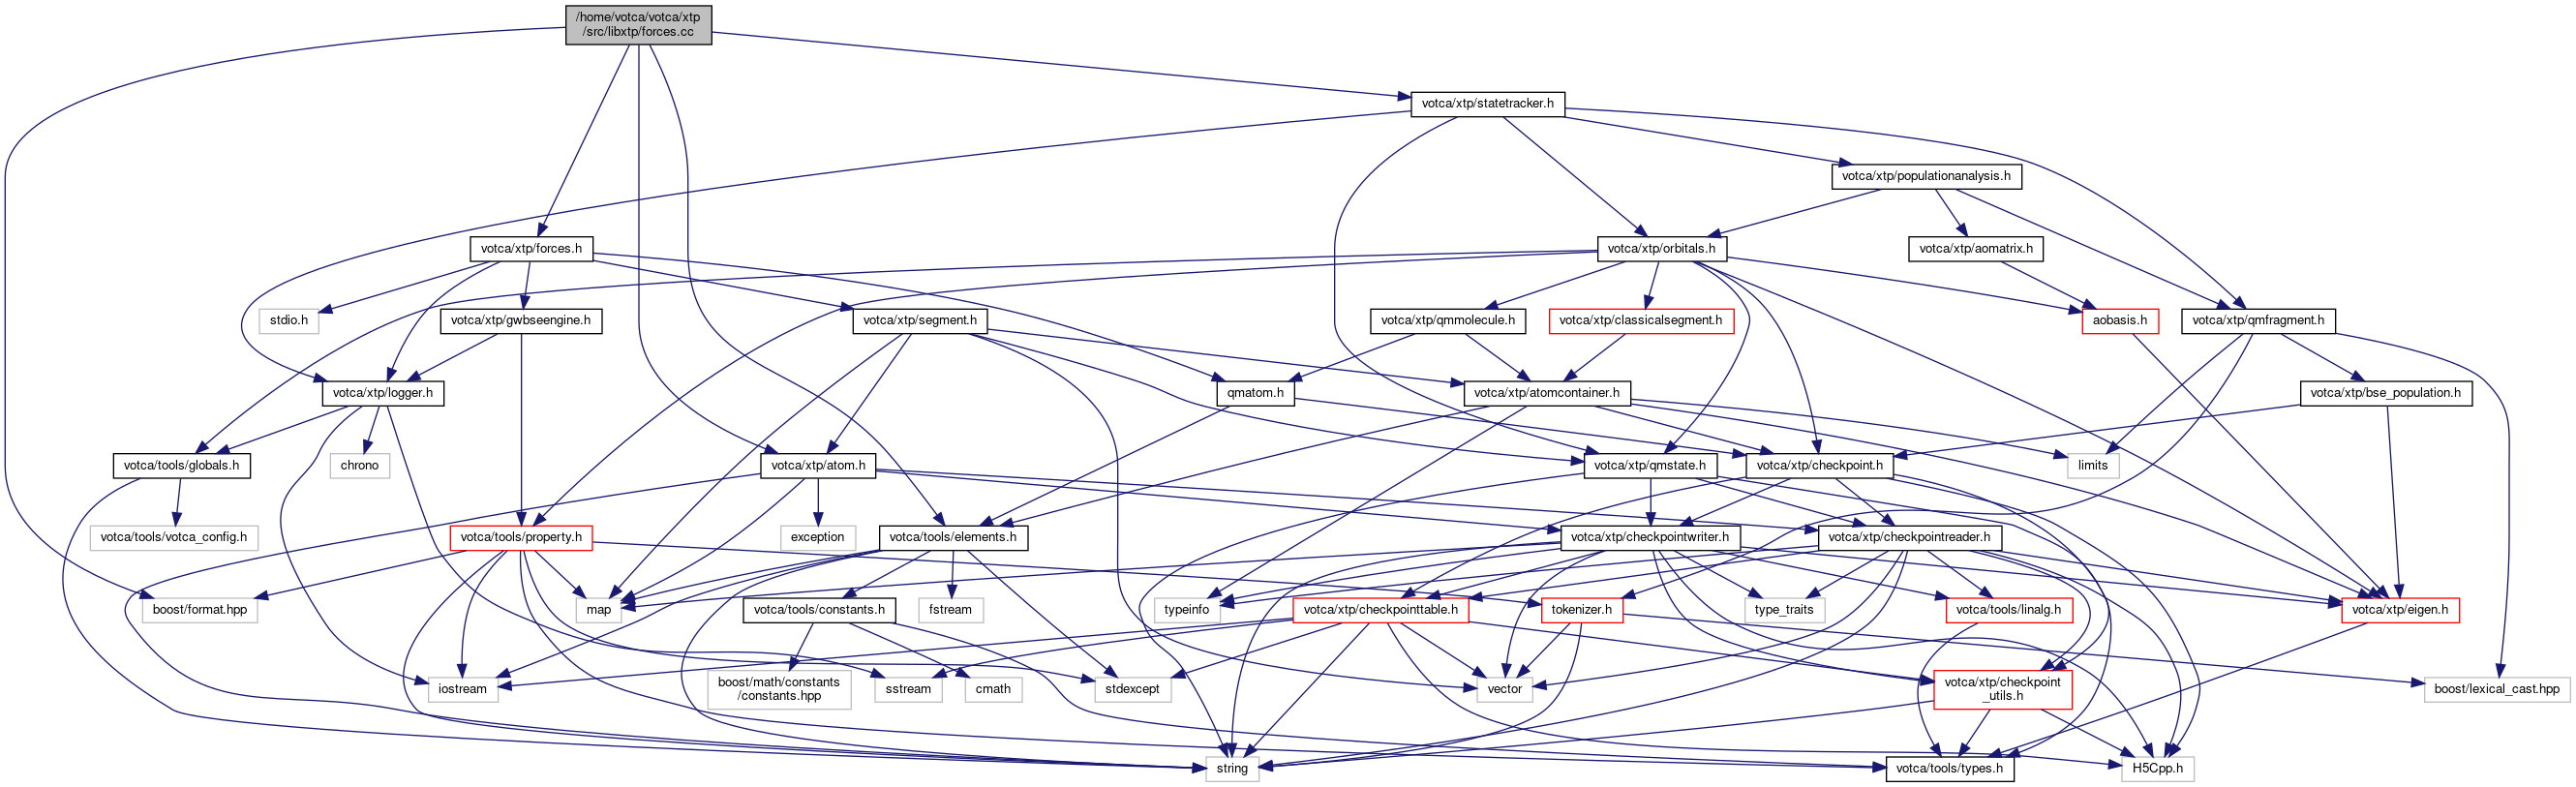 /home/votca/votca/xtp
/src/libxtp/forces.cc
votca/xtp/statetracker.h
votca/xtp/populationanalysis.h
votca/xtp/forces.h
votca/xtp/orbitals.h
votca/xtp/aomatrix.h
stdio.h
votca/xtp/gwbseengine.h
votca/xtp/segment.h
votca/xtp/qmmolecule.h
votca/xtp/classicalsegment.h
aobasis.h
votca/xtp/qmfragment.h
votca/xtp/logger.h
qmatom.h
votca/xtp/atomcontainer.h
votca/xtp/bse_population.h
votca/tools/globals.h
chrono
votca/xtp/atom.h
votca/xtp/qmstate.h
votca/xtp/checkpoint.h
limits
votca/tools/votca_config.h
votca/tools/property.h
exception
votca/tools/elements.h
votca/xtp/checkpointwriter.h
votca/xtp/checkpointreader.h
boost/format.hpp
map
votca/tools/constants.h
fstream
typeinfo
votca/xtp/checkpointtable.h
tokenizer.h
type_traits
votca/tools/linalg.h
votca/xtp/eigen.h
iostream
boost/math/constants
/constants.hpp
sstream
cmath
stdexcept
vector
votca/xtp/checkpoint
_utils.h
boost/lexical_cast.hpp
string
votca/tools/types.h
H5Cpp.h